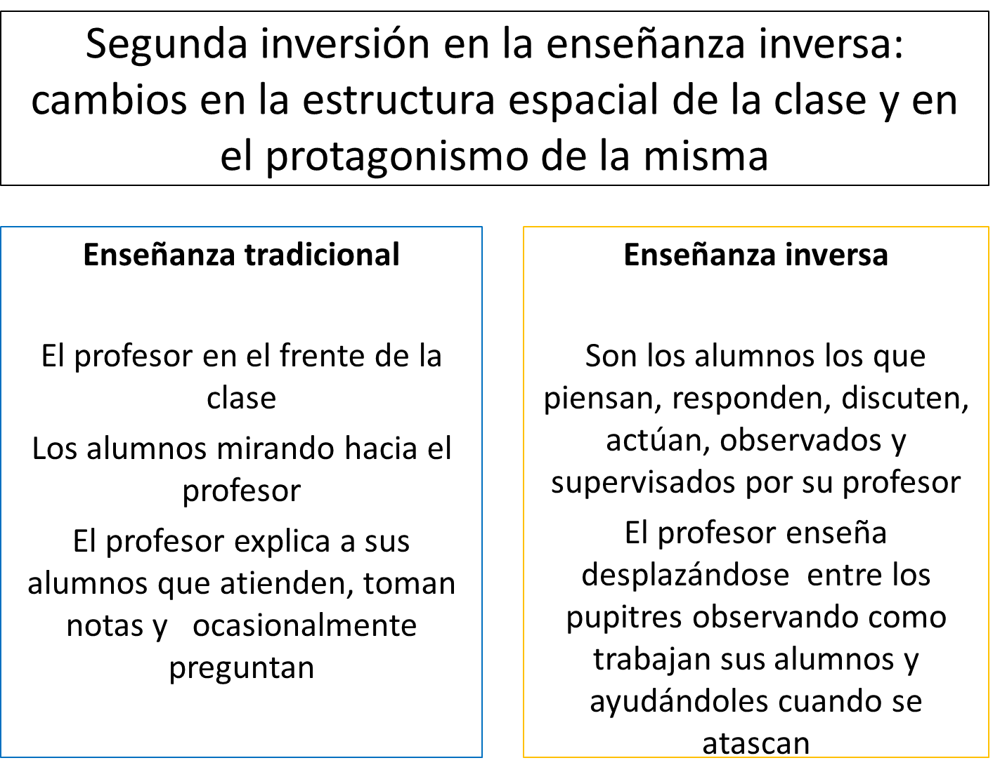 Segunda inversión en la enseñanza inversa:
cambios en la estructura espacial de la clase y en
el protagonismo de la misma
Enseñanza tradicional
El profesor en el frente de la
clase
Los alumnos mirando hacia el
profesor
El profesor explica a sus
alumnos que atienden, toman
notas y   ocasionalmente
preguntan
Enseñanza inversa
Son los alumnos los que
piensan, responden, discuten,
actúan, observados y
supervisados por su profesor
El profesor enseña
desplazándose  entre los
pupitres observando como
trabajan sus alumnos y
ayudándoles cuando se
atascan